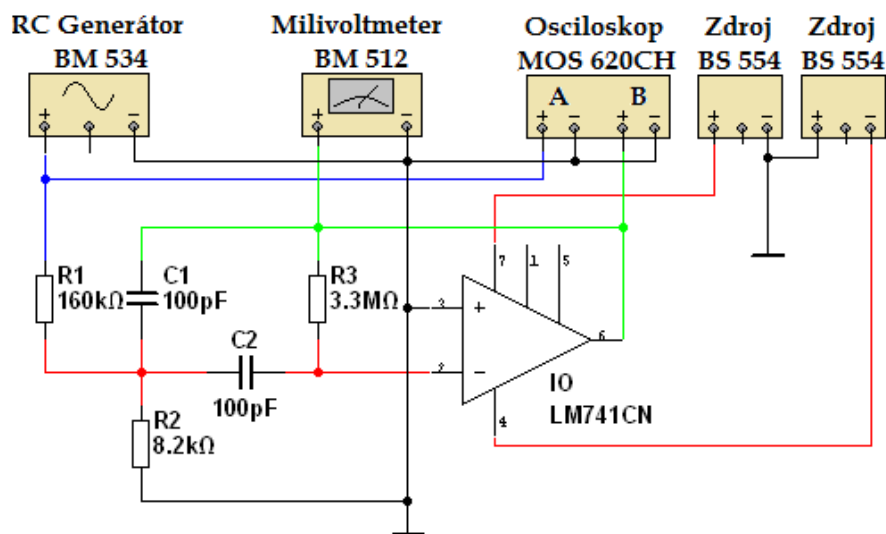 RC Generátor
BM 534
Milivoltmeter
BM 512
Osciloskop
MOS 620CH
Zdroj
BS 554
Zdroj
BS 554
A
B
+
−
+
−
+
−
+
−
+
−
+
−
R1
160kΩ
C1
100pF
R3
3.3MΩ
7
1
5
3
+
C2
100pF
2
−
6
IO
LM741CN
4
R2
8.2kΩ